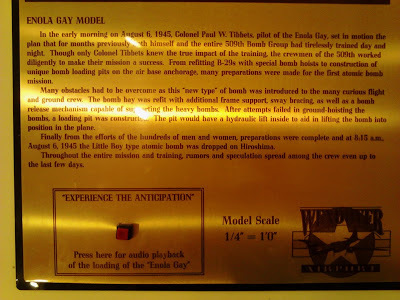 ENOLA GAY MODEL
In the early morning on August 6, 1945, Colonel Paul W. Tibbets, pilot of the Enola Gay, set in motion the
plan that for months previously both himself and the entire 509th Bomb Group had tirelessly trained day and
night. Though only Colonel Tibbets knew the true impact of the training, the crewmen of the 509th worked
diligently to make their mission a success. From refitting B-29s with special bomb hoists to construction of
unique bomb loading pits on the air base anchorage, many preparations were made for the first atomic bomb
mission.
Many obstacles had to be overcome as this "new type" of bomb was introduced to the many curious flight
and ground crew. The bomb bay was refit with additional frame support, sway bracing, as well as a bomb
release mechanism capable of supporting the heavy bombs. After attempts failed in ground-hoisting the
bombs, a loading pit was constructed. The pit would have a hydraulic lift inside to aid in lifting the bomb into
position in the plane.
Finally from the efforts of the hundreds of men and women, preparations were complete and at 8:15 a.m.,
August 6, 1945 the Little Boy type atomic bomb was dropped on Hiroshima.
Throughout the entire mission and training, rumors and speculation spread among the crew even up to
the last few days.
"EXPERIENCE THE ANTICIPATION"
Press here for audio playback
of the loading of the "Enola Gay"
Model Scale
1/4" = 1'0"
WENDOVER
AIRPORT